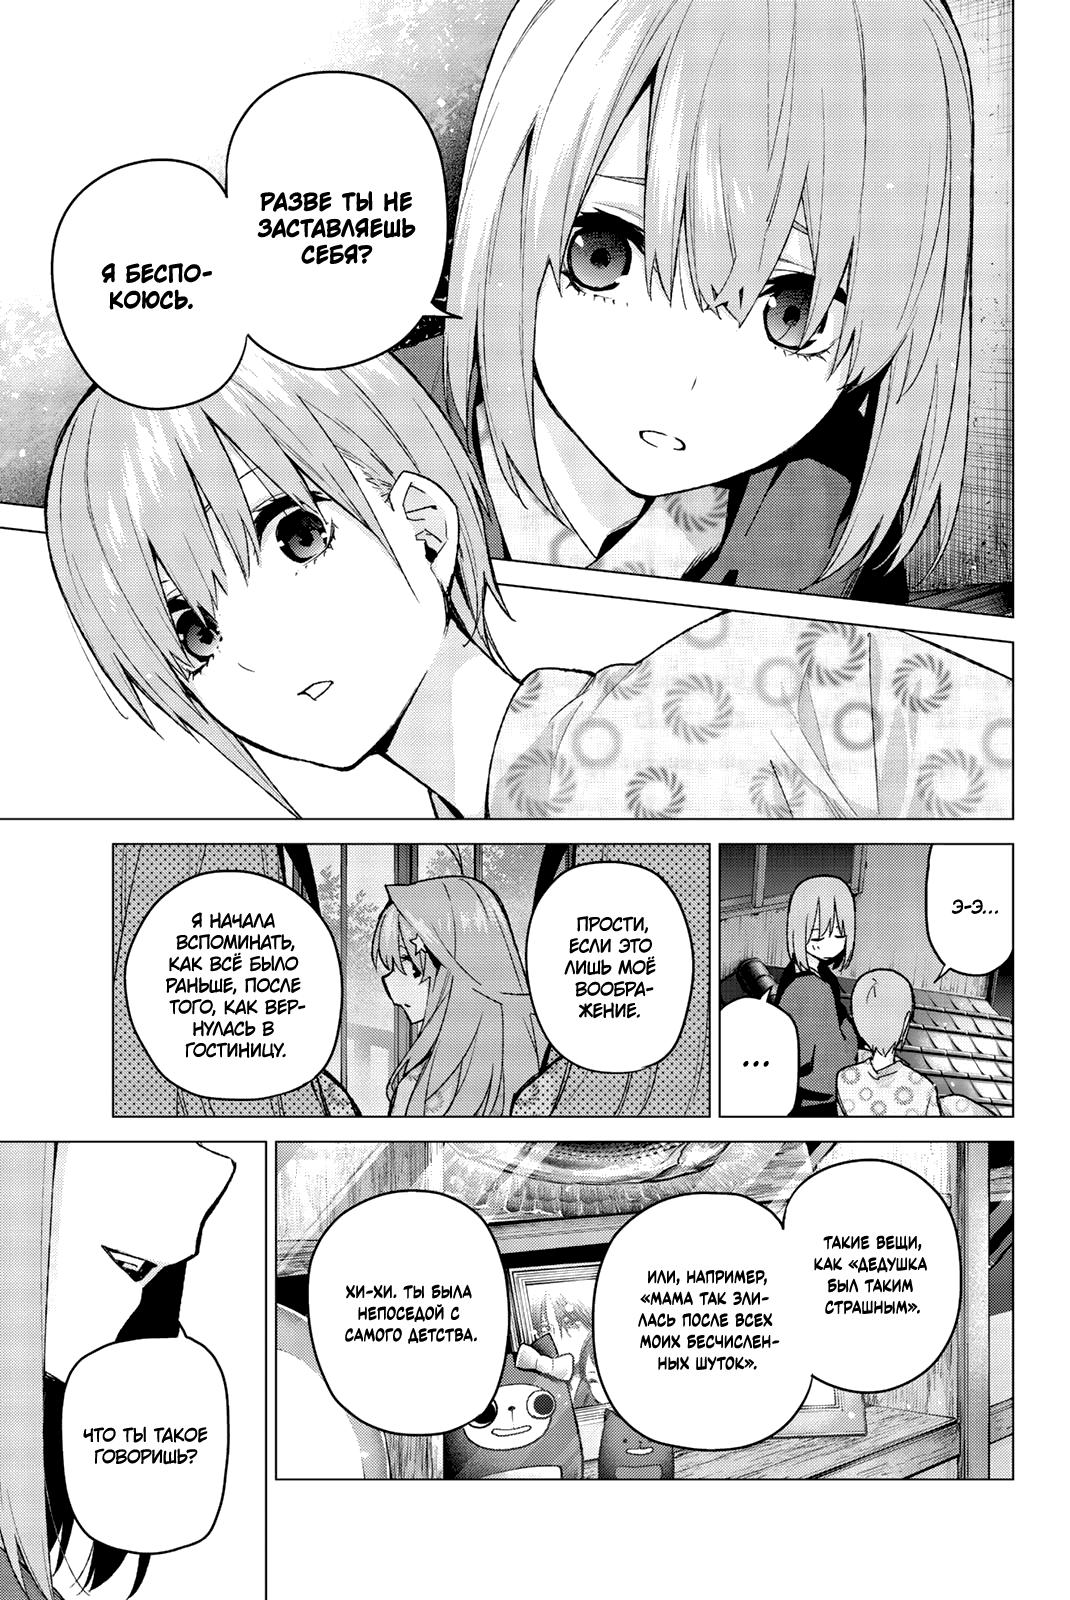 РАЗВЕ ТЫ НЕ
ЗАСТАВЛЯЕШЬ
СЕБЯ?
Я БЕСПО-
КОЮСЬ.
Э-Э...
...
ПРОСТИ,
ЕСЛИ ЭТО
ЛИШЬ МОЁ
ВООБРА-
ЖЕНИЕ.
Я НАЧАЛА
ВСПОМИНАТЬ,
КАК ВСЁ БЫЛО
РАНЬШЕ, ПОСЛЕ
ТОГО, КАК ВЕР-
НУЛАСЬ В
ГОСТИНИЦУ.
ТАКИЕ ВЕЩИ,
КАК «ДЕДУШКА
БЫЛ ТАКИМ
СТРАШНЫМ».
ИЛИ, НАПРИМЕР,
«МАМА ТАК ЗЛИ-
ЛАСЬ ПОСЛЕ ВСЕХ
МОИХ БЕСЧИСЛЕН-
НЫХ ШУТОК».
ХИ-ХИ. ТЫ БЫЛА
НЕПОСЕДОЙ С
САМОГО ДЕТСТВА.
ЧТО ТЫ ТАКОЕ
ГОВОРИШЬ?